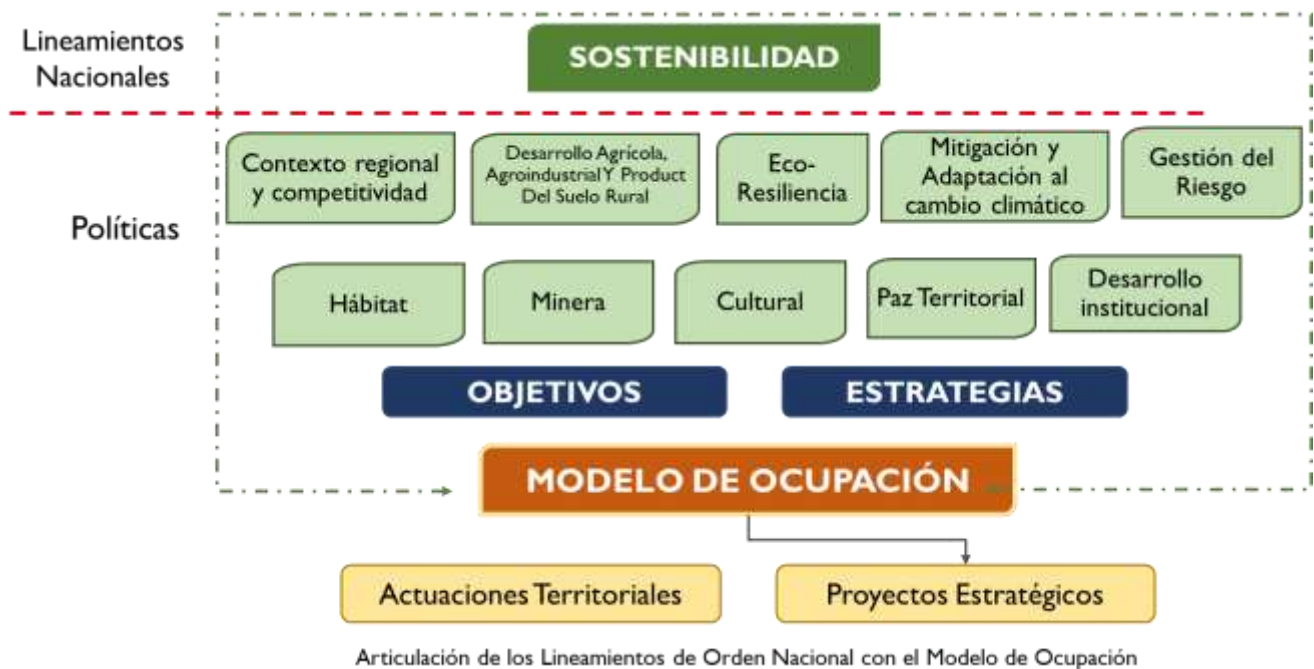 Lineamientos
Nacionales
SOSTENIBILIDAD
Contexto regional
y competitividad
Desarrollo Agrícola,
Agroindustrial Y Product
Del Suelo Rural
Eco-
Resiliencia
Mitigación y
Adaptación al
cambio climático
Gestión del
Riesgo
Políticas
Hábitat
Minera
Cultural
Paz Territorial
Desarrollo
institucional
OBJETIVOS
ESTRATEGIAS
MODELO DE OCUPACIÓN
Actuaciones Territoriales
Proyectos Estratégicos
Articulación de los Lineamientos de Orden Nacional con el Modelo de Ocupación